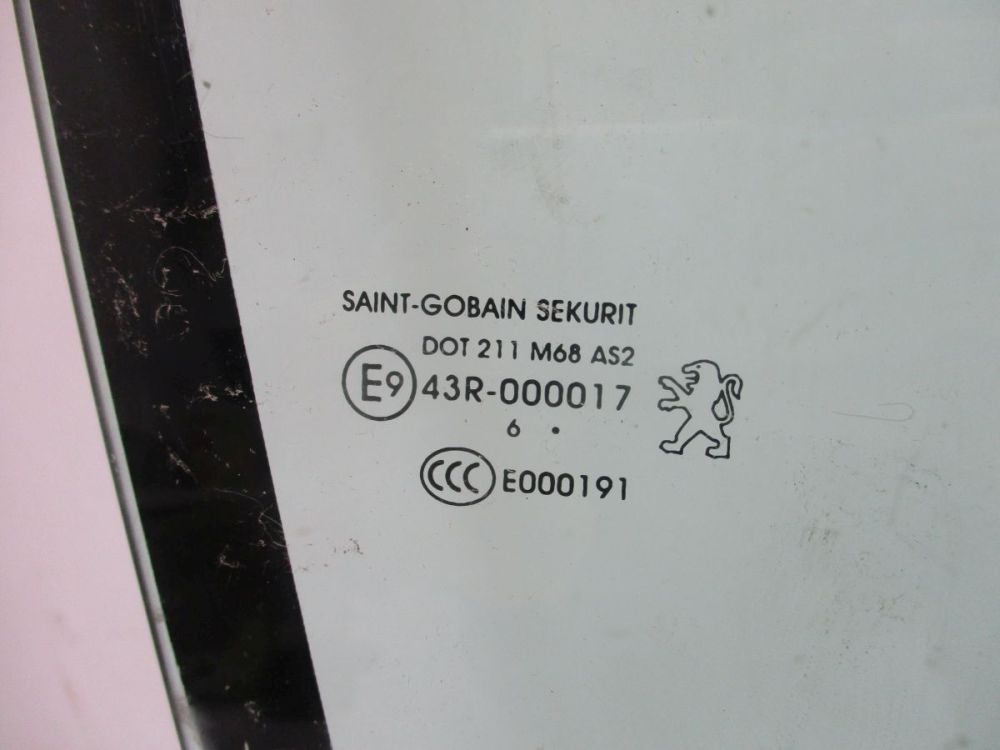 SAINT-GOBAIN SEKURIT
DOT 211 M68 AS2
E9 43R-000017
6 •
CCC E000191